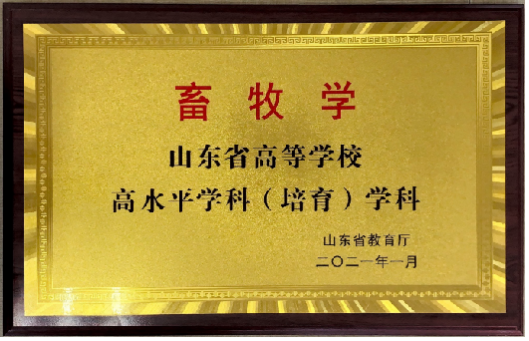 畜牧学
山东省高等学校
高水平学科（培育）学科
山东省教育厅
二〇二一年一月